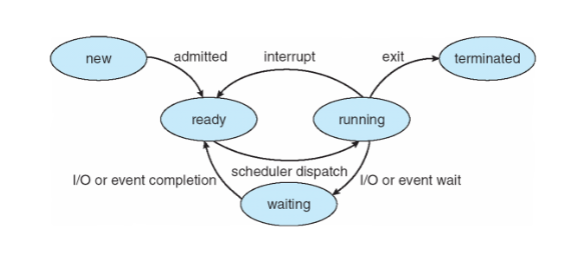 new
admitted
interrupt
exit
terminated
ready
running
I/O or event completion
scheduler dispatch
I/O or event wait
waiting